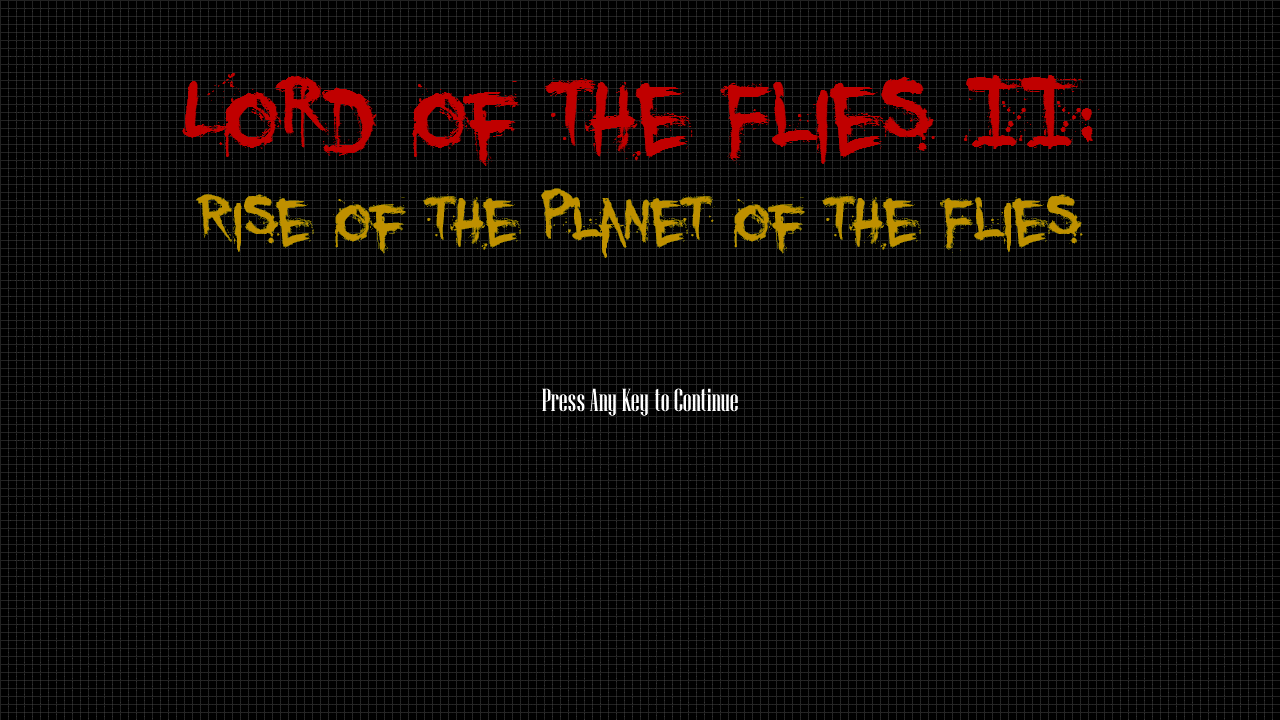 LORD OF THE FLIES II:
RISE OF THE PLANET OF THE FLIES
Press Any Key to Continue